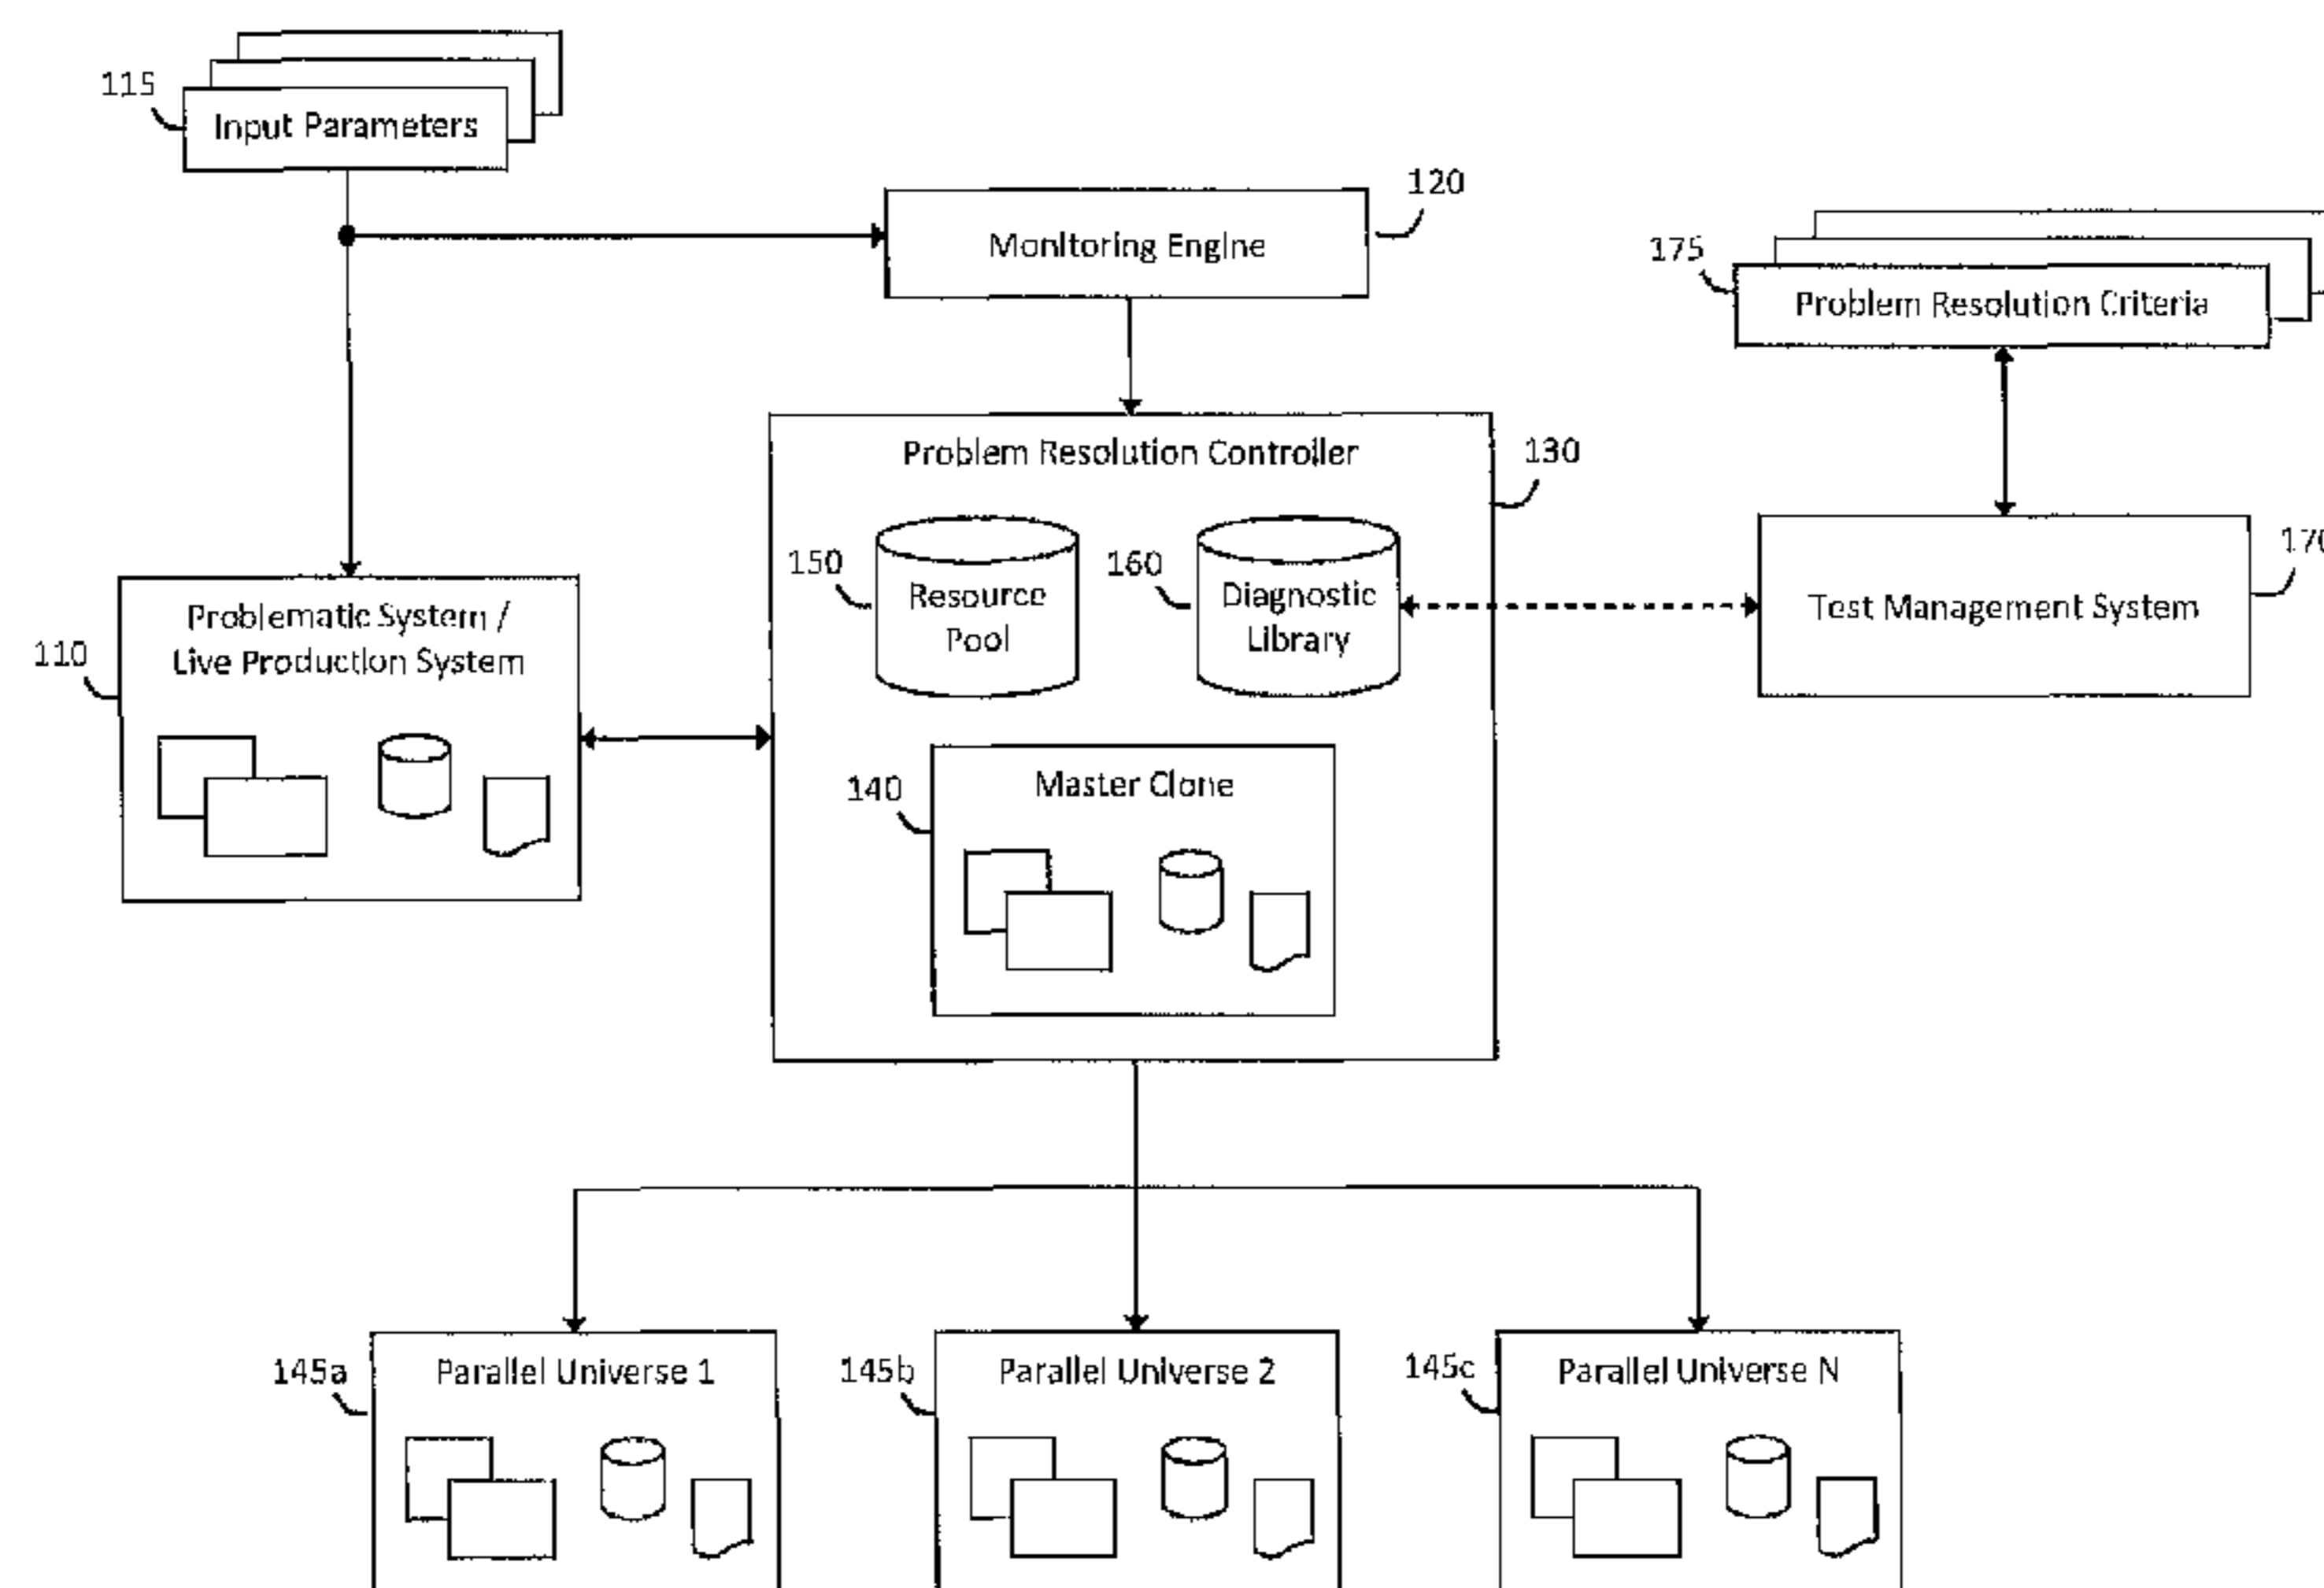 115
Input Parameters
120
Monitoring Engine
175
Problem Resolution Criteria
Problem Resolution Controller
130
150
Resource
Pool
160
Diagnostic
Library
170
Test Management System
110
Problematic System /
Live Production System
140
Master Clone
145a
Parallel Universe 1
145b
Parallel Universe 2
145c
Parallel Universe N